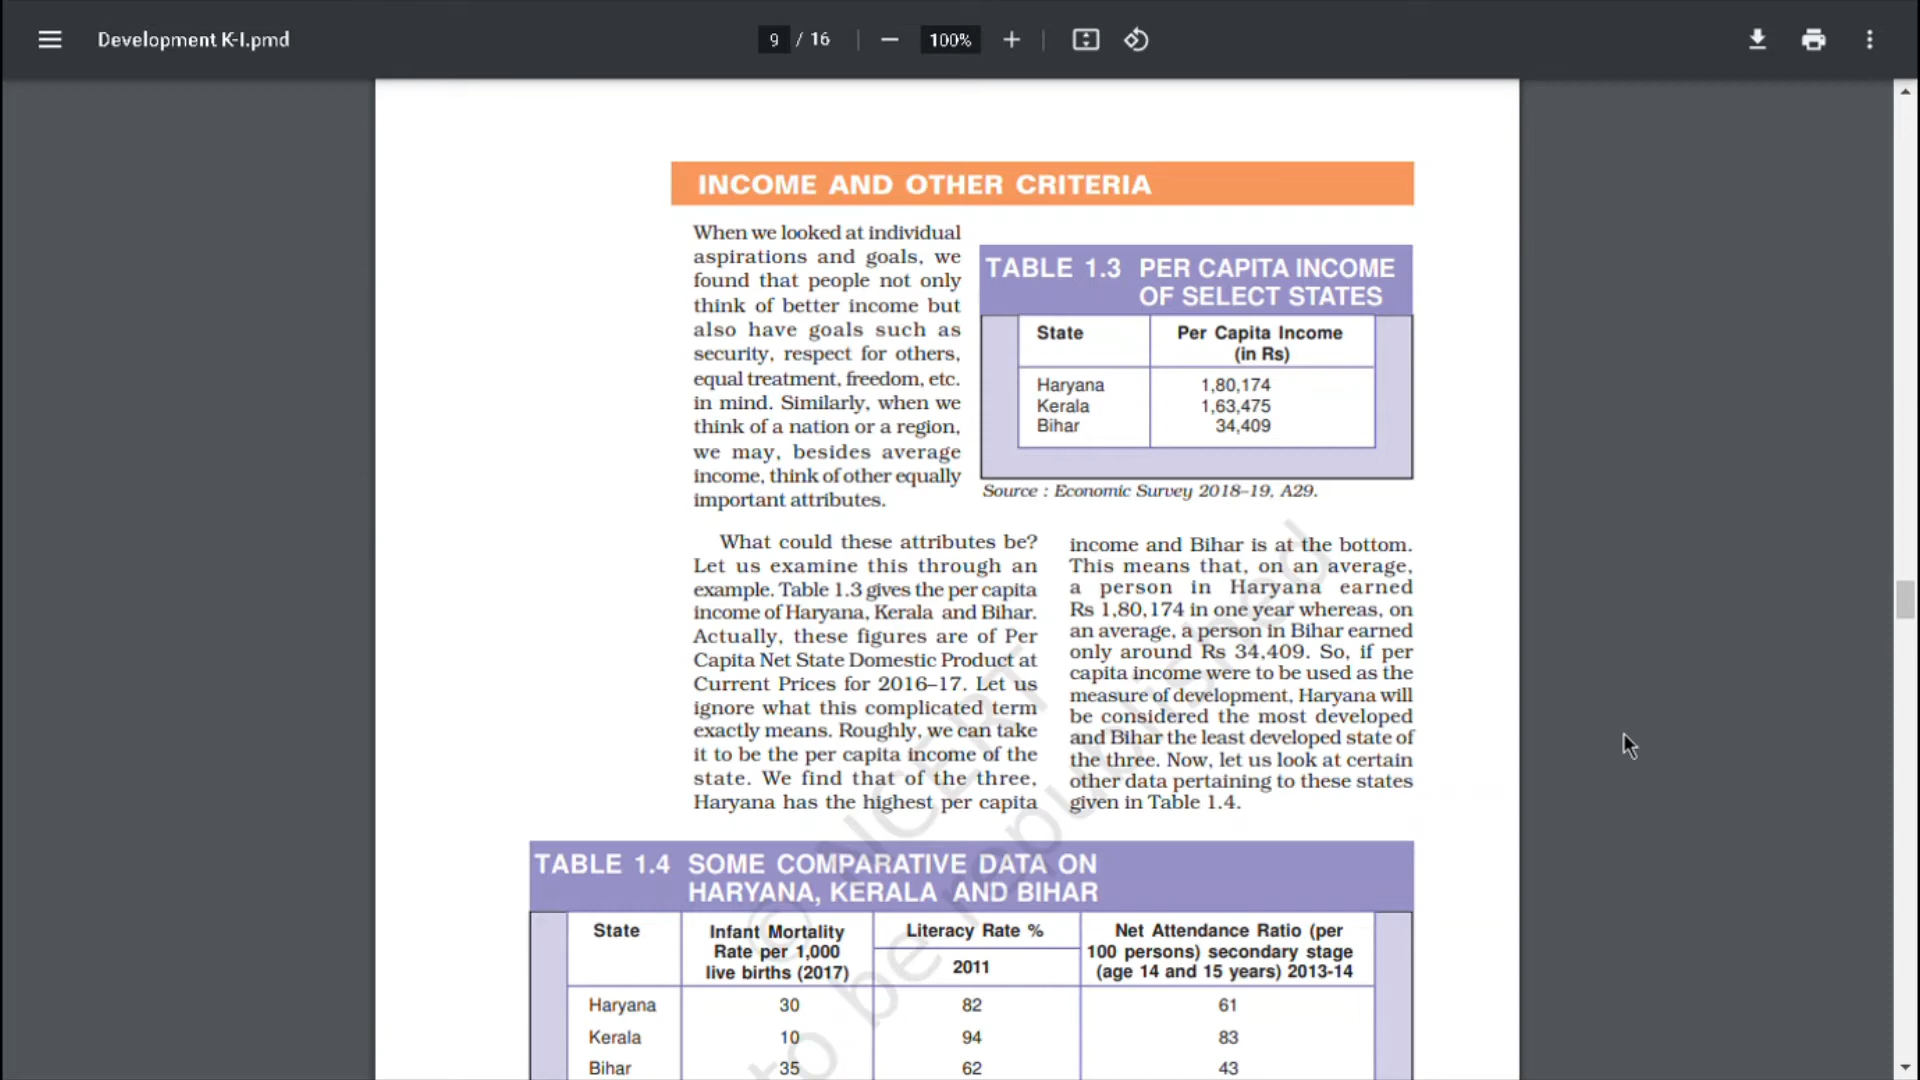 Development K-I.pmd
9 / 16
100%
INCOME AND OTHER CRITERIA
When we looked at individual
aspirations and goals, we
found that people not only
think of better income but
also have goals such as
security, respect for others,
equal treatment, freedom, etc.
in mind. Similarly, when we
think of a nation or a region,
we may, besides average
income, think of other equally
important attributes.
TABLE 1.3 PER CAPITA INCOME
OF SELECT STATES
State Per Capita Income
(in Rs)
Haryana 1,80,174
Kerala 1,63,475
Bihar 34,409
Source : Economic Survey 2018–19, A29.
What could these attributes be?
Let us examine this through an
example. Table 1.3 gives the per capita
income of Haryana, Kerala and Bihar.
Actually, these figures are of Per
Capita Net State Domestic Product at
Current Prices for 2016–17. Let us
ignore what this complicated term
exactly means. Roughly, we can take
it to be the per capita income of the
state. We find that of the three,
Haryana has the highest per capita
income and Bihar is at the bottom.
This means that, on an average,
a person in Haryana earned
Rs 1,80,174 in one year whereas, on
an average, a person in Bihar earned
only around Rs 34,409. So, if per
capita income were to be used as the
measure of development, Haryana will
be considered the most developed
and Bihar the least developed state of
the three. Now, let us look at certain
other data pertaining to these states
given in Table 1.4.
TABLE 1.4 SOME COMPARATIVE DATA ON
HARYANA, KERALA AND BIHAR
State Infant Mortality Rate per 1,000 live births (2017) Literacy Rate % 2011 Net Attendance Ratio (per 100 persons) secondary stage (age 14 and 15 years) 2013-14
Haryana 30 82 61
Kerala 10 94 83
Bihar 35 62 43
© NCERT
to be republished